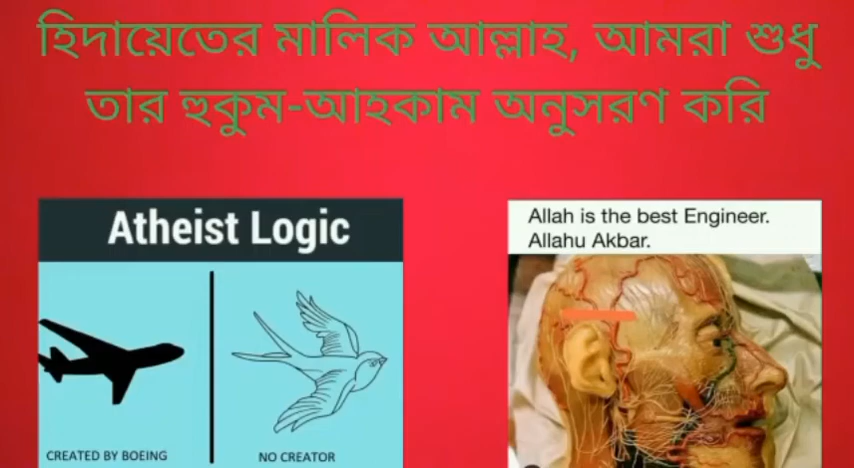 হিদায়েতের মালিক আল্লাহ, আমরা শুধু
তার হুকুম-আহকাম অনুসরণ করি
Atheist Logic
CREATED BY BOEING
NO CREATOR
Allah is the best Engineer.
Allahu Akbar.